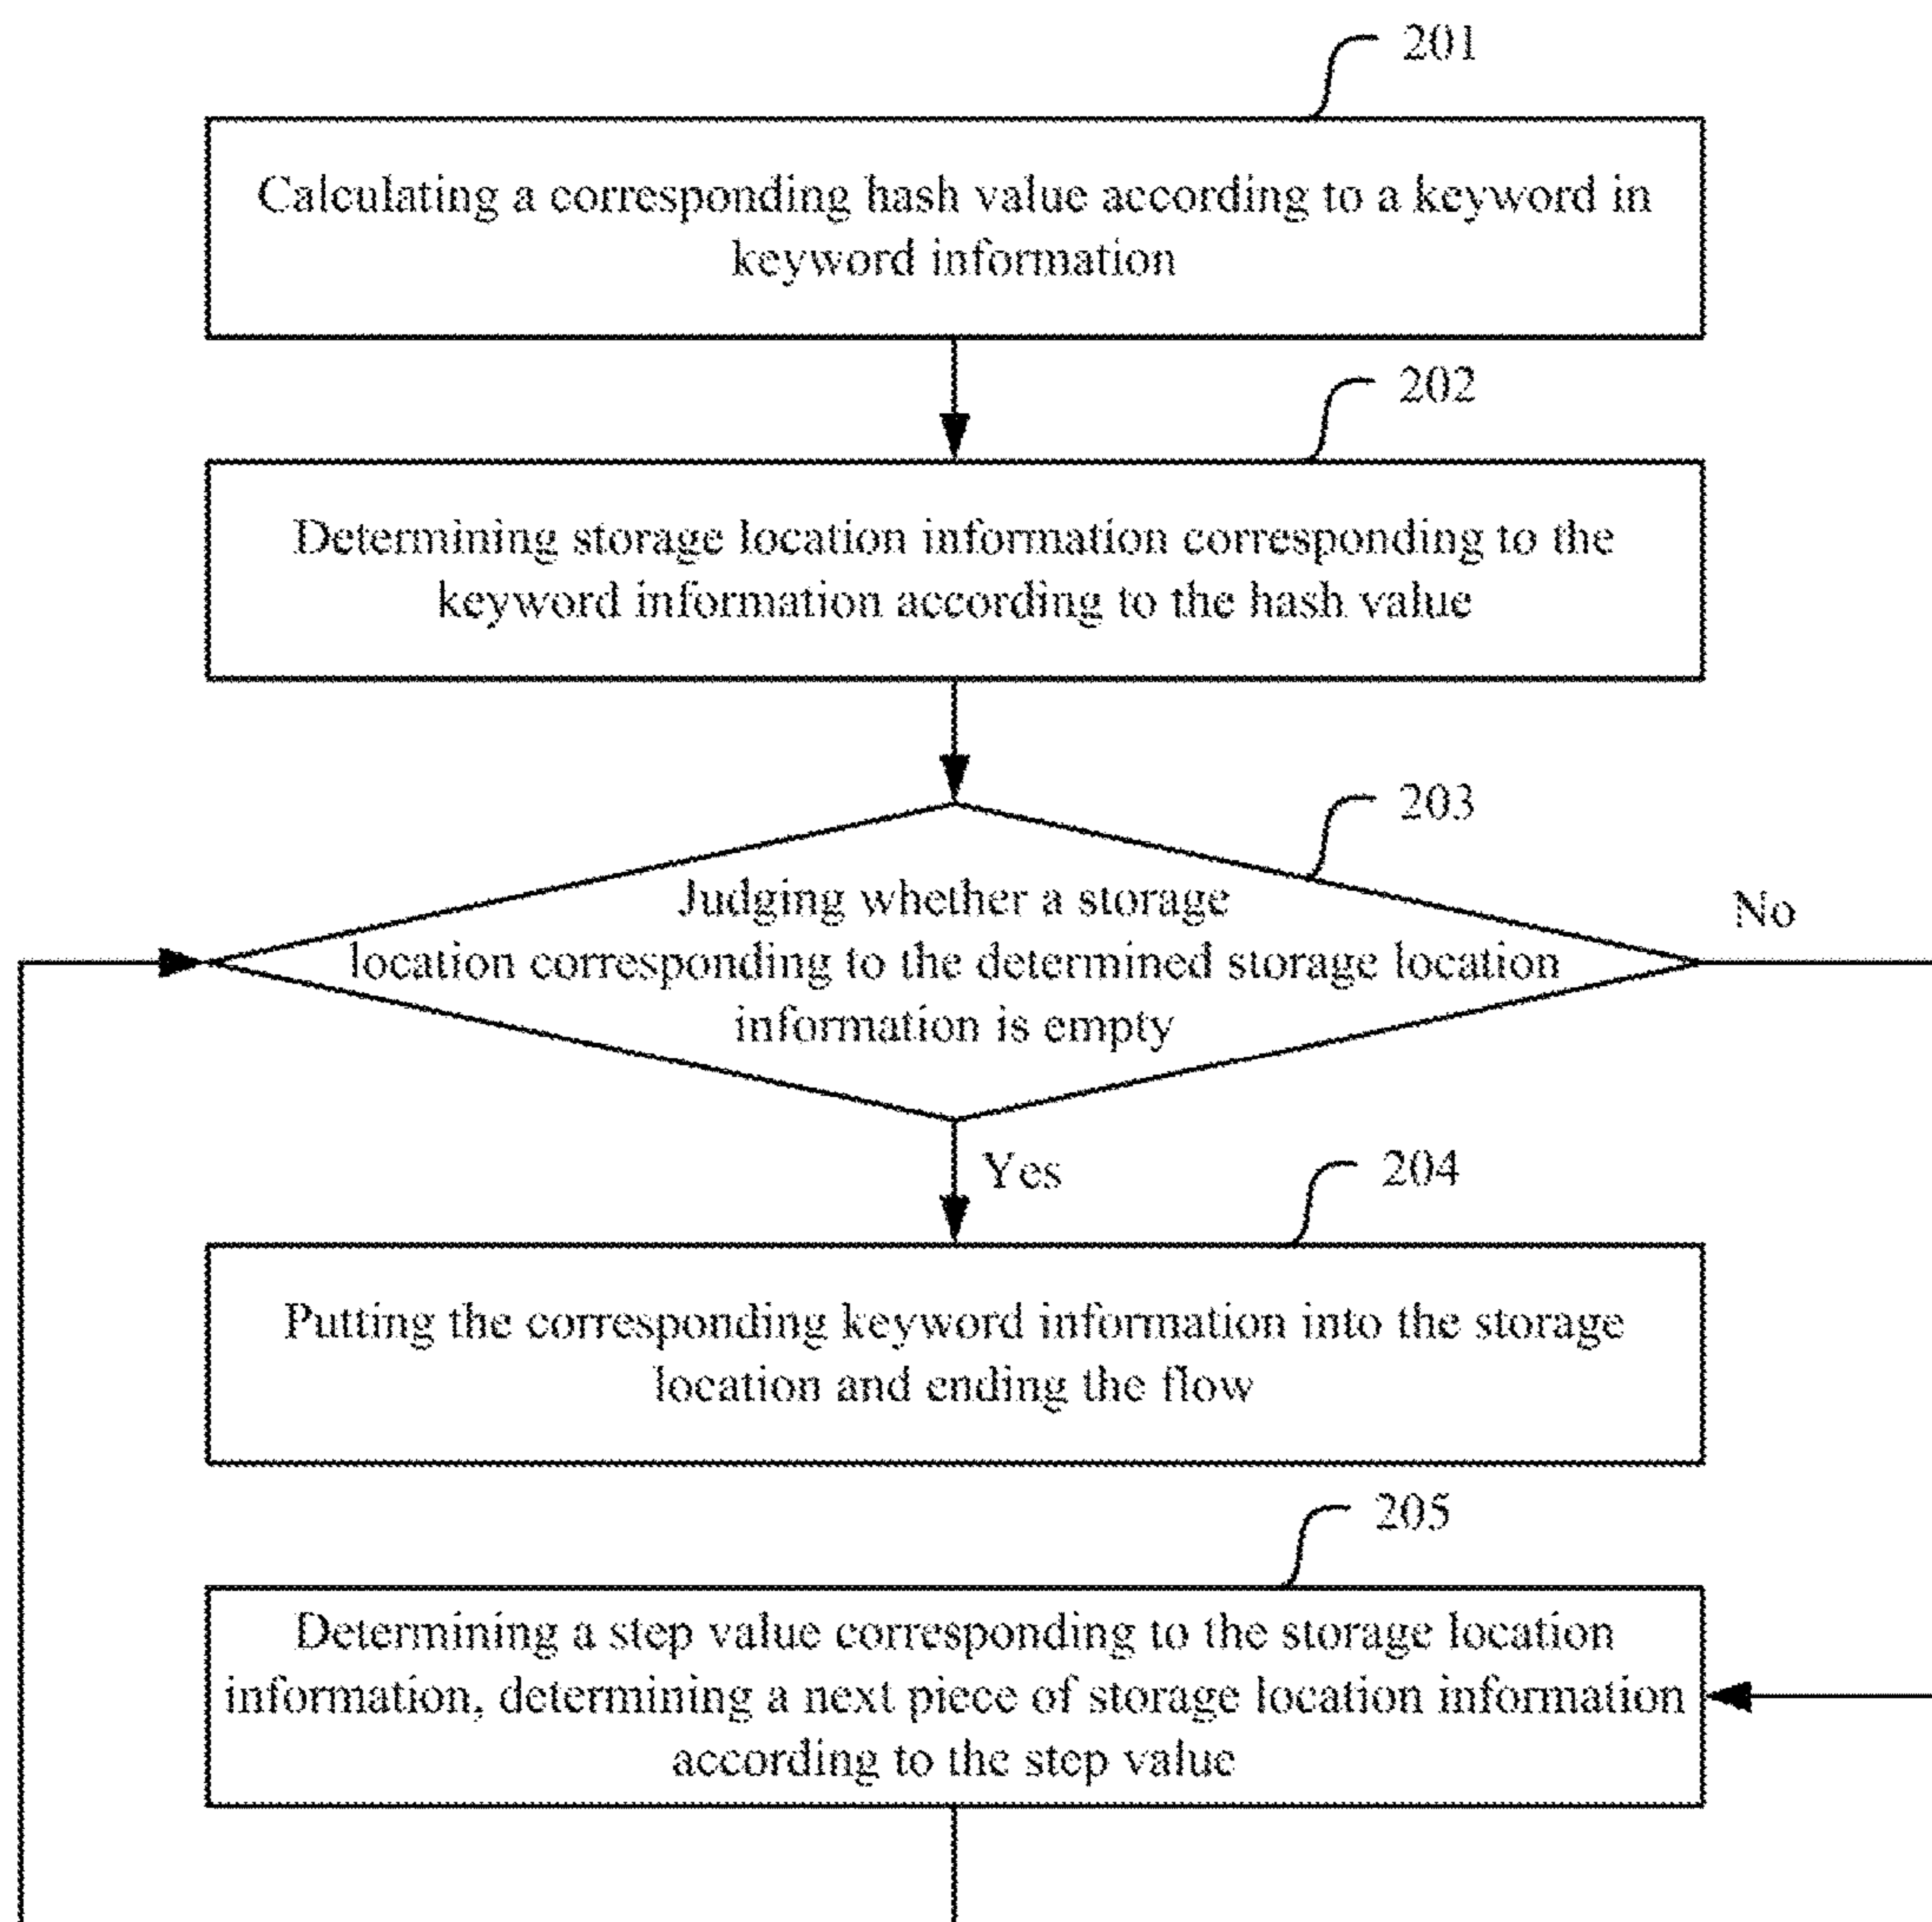 201
Calculating a corresponding hash value according to a keyword in
keyword information
202
Determining storage location information corresponding to the
keyword information according to the hash value
203
Judging whether a storage
location corresponding to the determined storage location
information is empty
No
Yes
204
Putting the corresponding keyword information into the storage
location and ending the flow
205
Determining a step value corresponding to the storage location
information, determining a next piece of storage location information
according to the step value